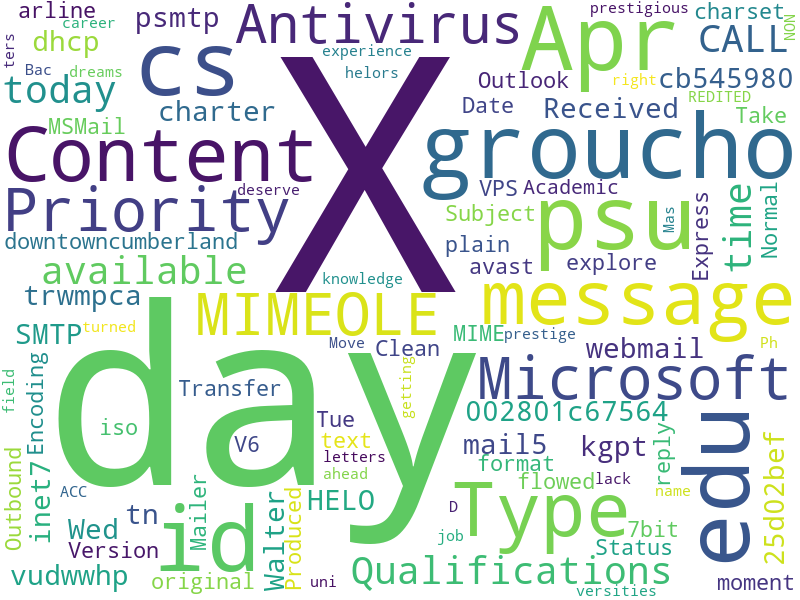 career
prestigious
arline
psmtp
Antivirus
Apr
charset
NON
ters
dhcp
cs
experience
CALL
Bac
dreams
helors
Outlook
right
cb545980
today
charter
X
Date
Received
REDITED
Take
MSMail
Content
groucho
deserve
VPS
Academic
Priority
Subject
psu
Mas
Express
time
Normal
downtowncumberland
plain
avast
explore
available
knowledge
trwmpca
MIMEOLE
message
SMTP
turned
MIME
prestige
Move
Clean
webmail
Ph
field
Encoding
day
Transfer
getting
Microsoft
iso
Tue
002801c67564
V6
text
mail5
kgpt
reply
edu
25d02bef
Outbound
inet7
letters
format
ahead
flowed
lack
name
ACC
Mailer
Walter
Produced
HELO
D
Type
Wed
tn
id
7bit
job
Status
Version
vudwwhp
original
uni
Qualifications
moment
versities